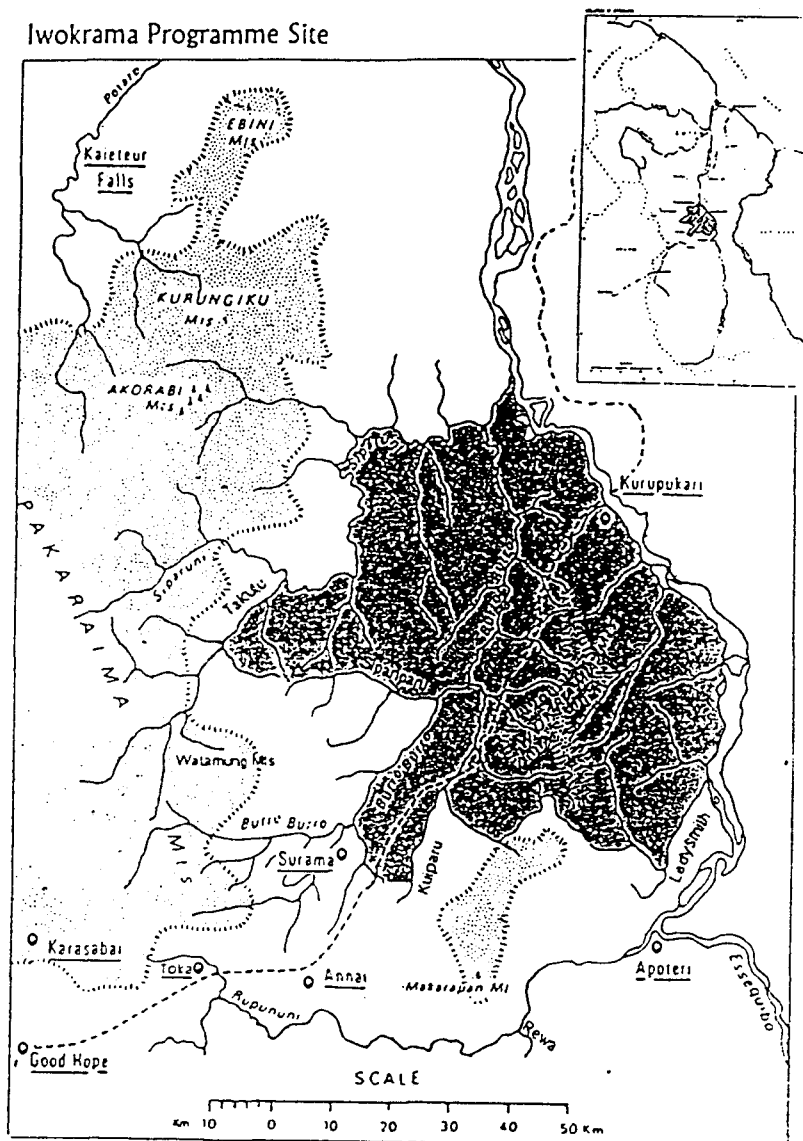 Iwokrama Programme Site
Potaro
EBINI
Mts
Kaieteur
Falls
KURUNGIKU
Mts
AKORABI
Mts
Kurupukari
PAKARAIMA
Siparuni
Takutu
Watamung Mts
Burro Burro
MTS
Surama
Kuiparu
LadySmith
Karasabai
Toka
Annai
Makarapan Mt
Apoteri
Essequibo
Rupununi
Rewa
Good Hope
SCALE
Km 10 0 10 20 30 40 50 Km